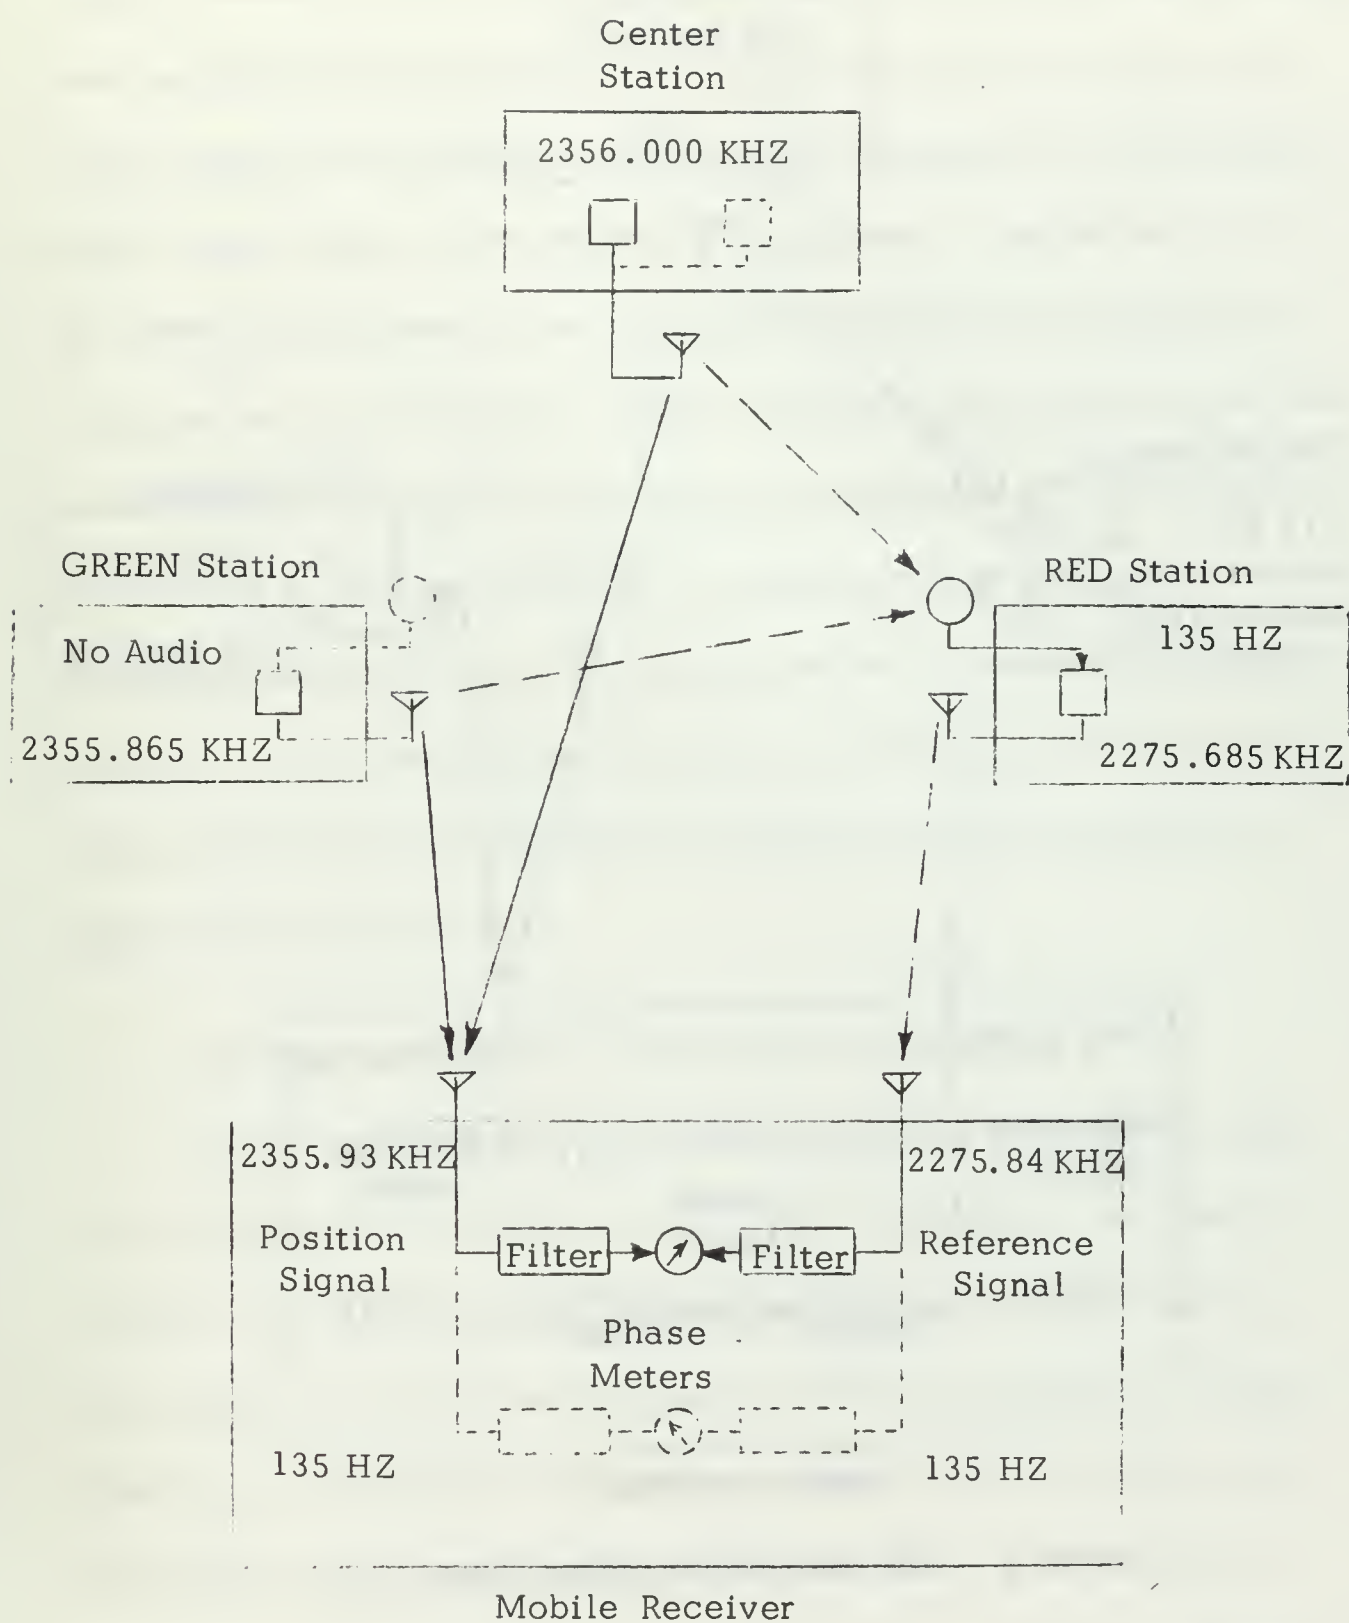 Center
Station
2356.000 KHZ
GREEN Station
No Audio
2355.865 KHZ
RED Station
135 HZ
2275.685 KHZ
2355.93 KHZ
2275.84 KHZ
Position
Signal
Filter
Filter
Reference
Signal
Phase
Meters
135 HZ
135 HZ
Mobile Receiver